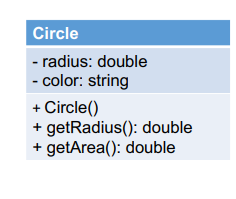 Circle
- radius: double
- color: string
+ Circle()
+ getRadius(): double
+ getArea(): double